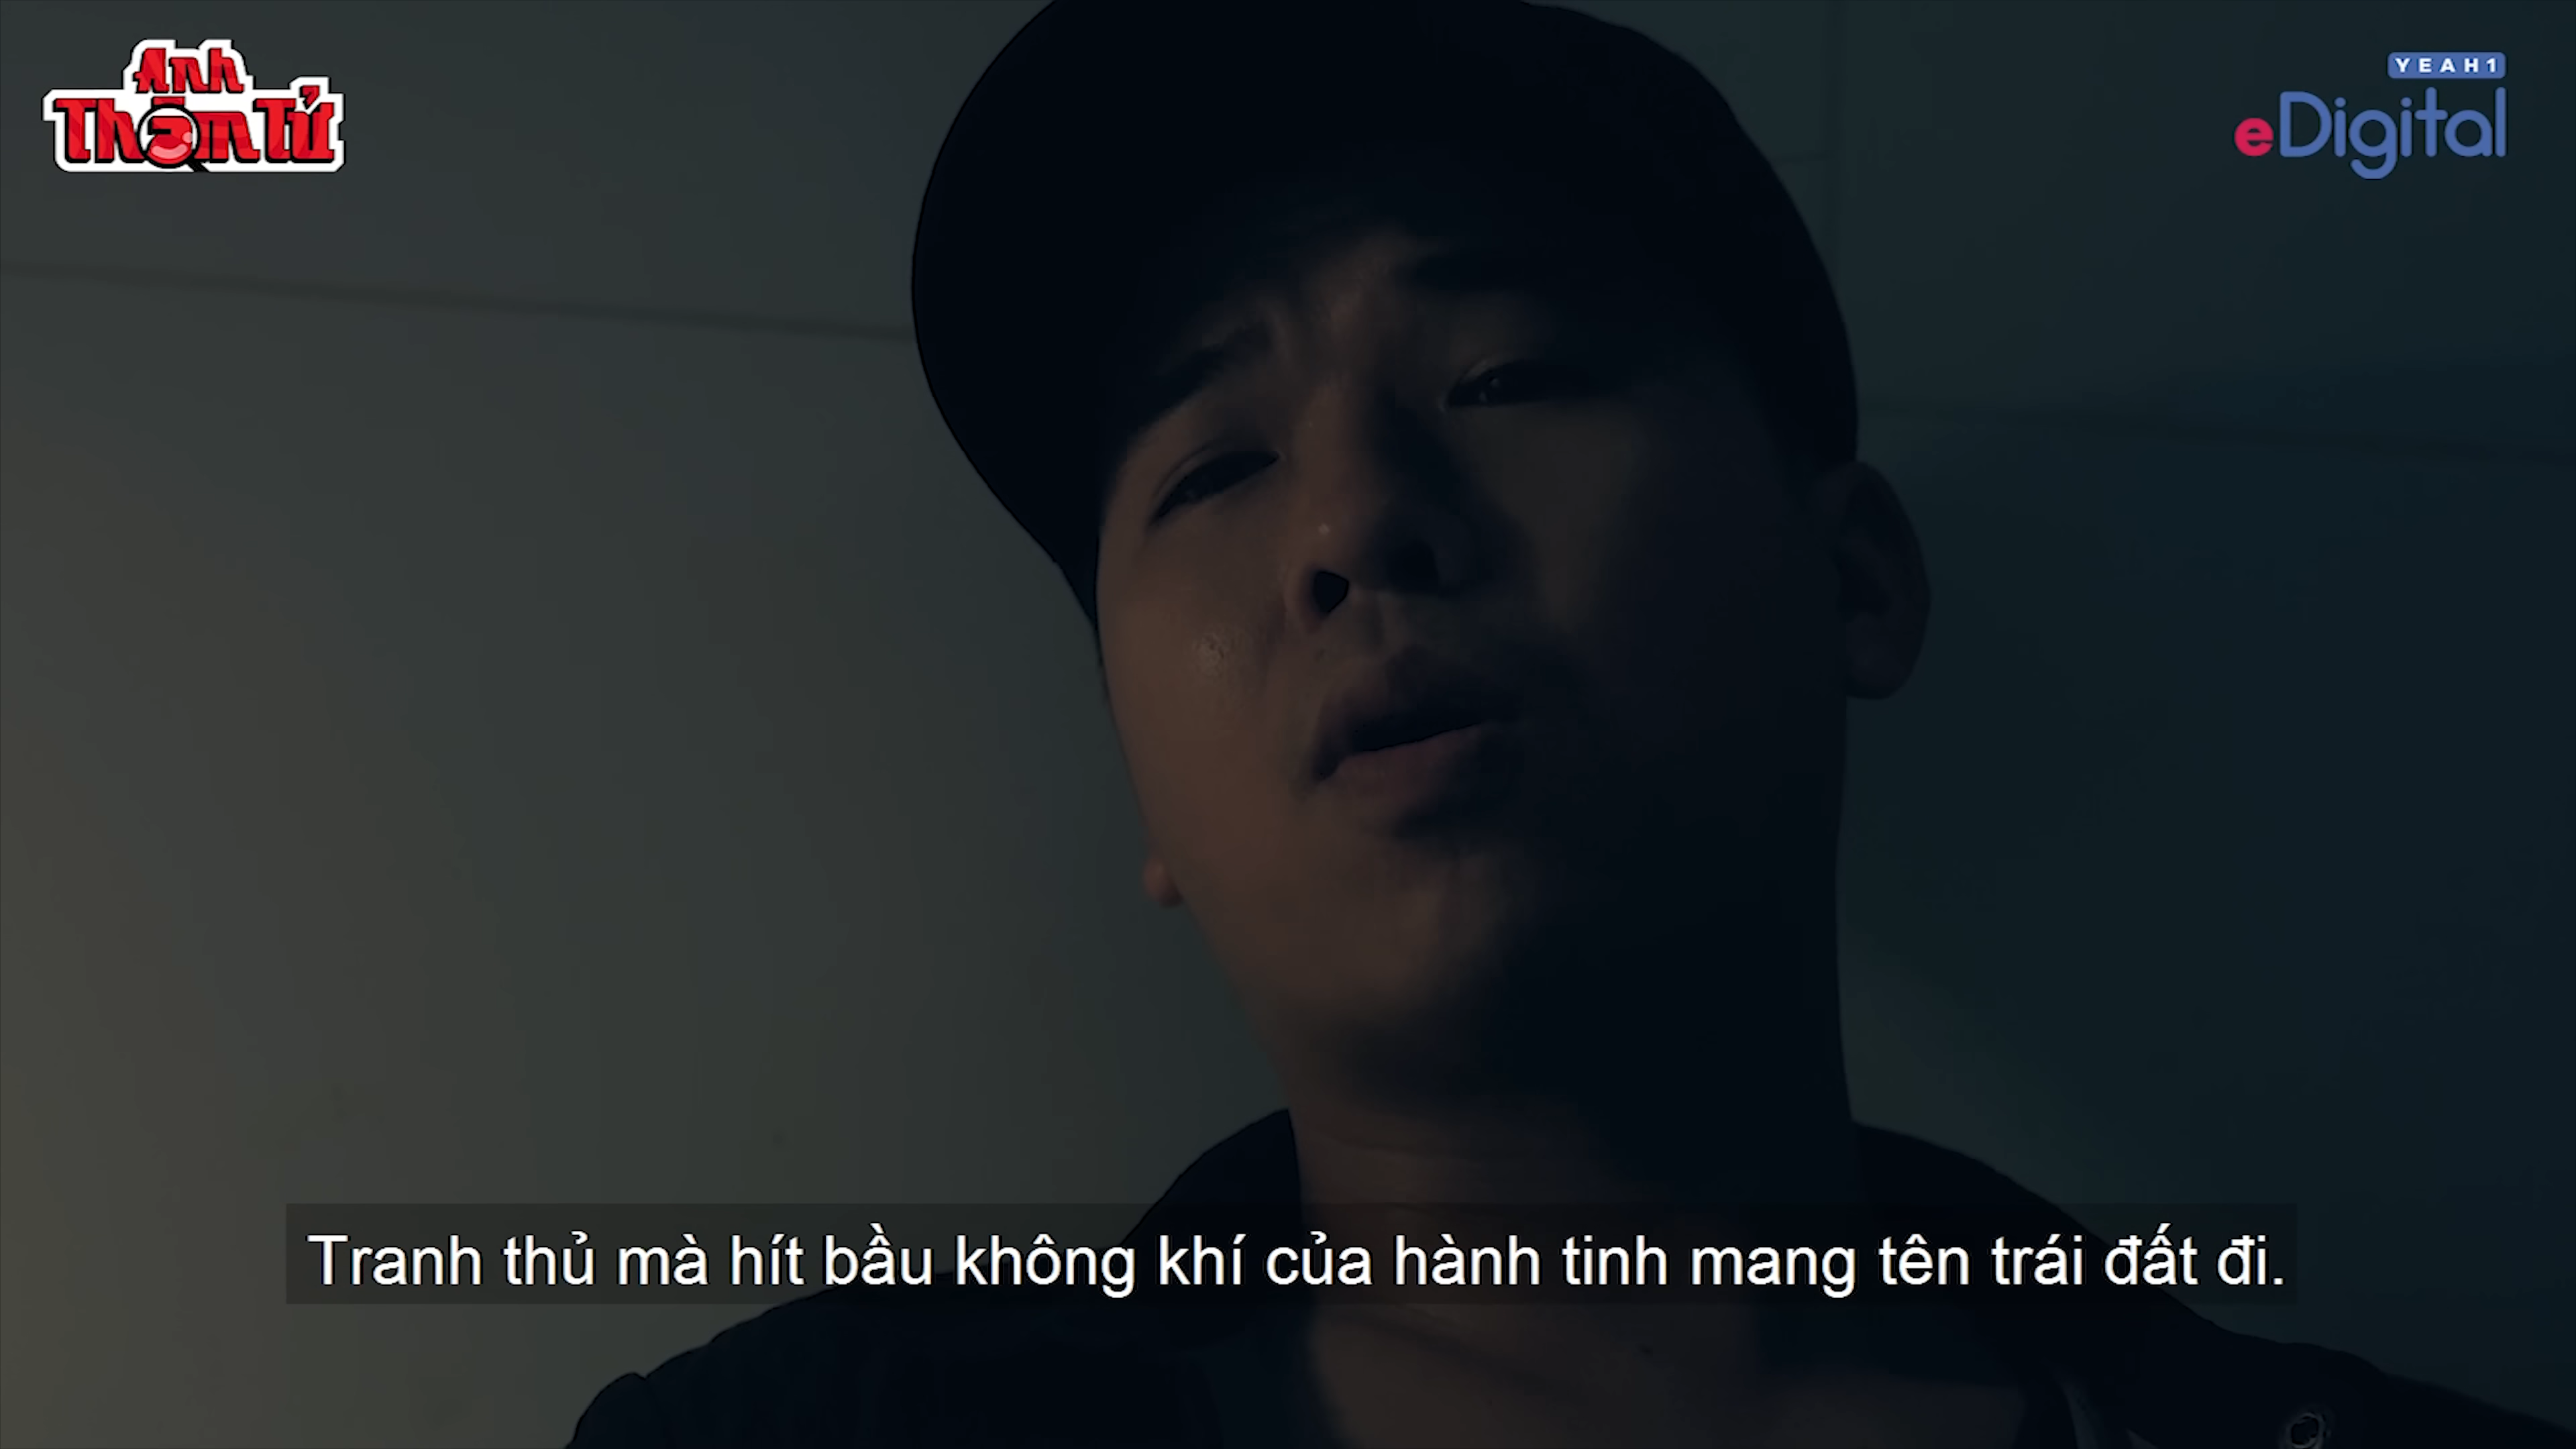 Anh
Thám Tử
YEAH1
eDigital
Tranh thủ mà hít bầu không khí của hành tinh mang tên trái đất đi.